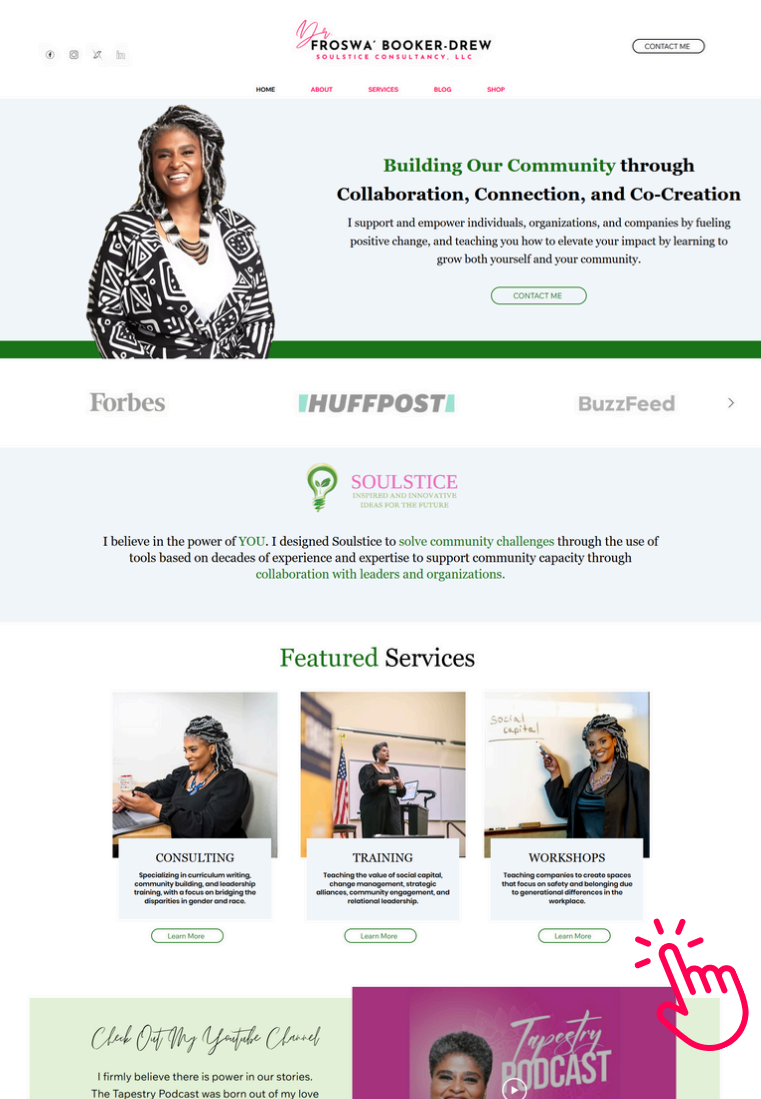 Dr
FROSWA' BOOKER-DREW
SOULSTICE CONSULTANCY, LLC
CONTACT ME
HOME
ABOUT
SERVICES
BLOG
SHOP
Building Our Community through
Collaboration, Connection, and Co-Creation
I support and empower individuals, organizations, and companies by fueling
positive change, and teaching you how to elevate your impact by learning to
grow both yourself and your community.
CONTACT ME
Forbes
HUFFPOST
BuzzFeed
SOULSTICE
INSPIRED AND INNOVATIVE
IDEAS FOR THE FUTURE
I believe in the power of YOU. I designed Soulstice to solve community challenges through the use of
tools based on decades of experience and expertise to support community capacity through
collaboration with leaders and organizations.
Featured Services
Social
capital
CONSULTING
Specializing in curriculum writing,
community building, and leadership
training, with a focus on bridging the
disparities in gender and race.
Learn More
TRAINING
Teaching the value of social capital,
change management, strategic
alliances, community engagement, and
relational leadership.
Learn More
WORKSHOPS
Teaching companies to create spaces
that focus on safety and belonging due
to generational differences in the
workplace.
Learn More
Check Out My Youtube Channel
I firmly believe there is power in our stories.
The Tapestry Podcast was born out of my love
Tapestry
PODCAST